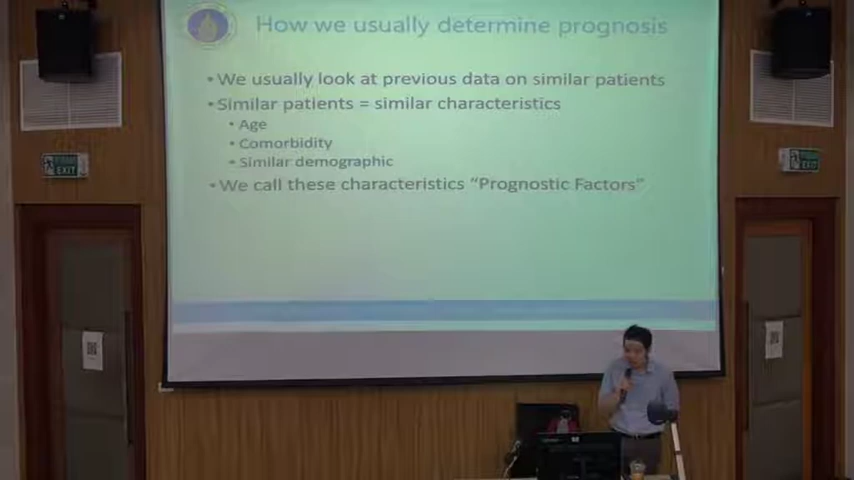 How we usually determine prognosis
• We usually look at previous data on similar patients
• Similar patients = similar characteristics
• Age
• Comorbidity
• Similar demographic
• We call these characteristics “Prognostic Factors”
EXIT
EXIT